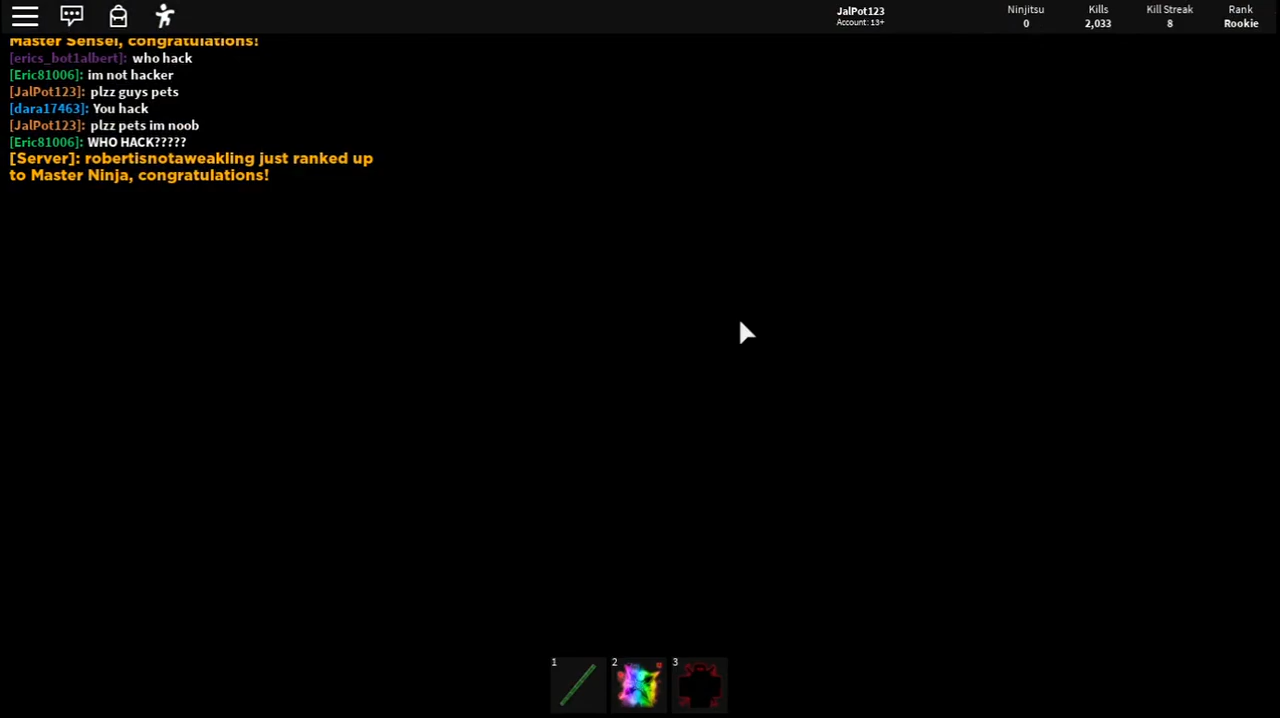 JalPot123
Account: 13+
Ninjitsu
0
Kills
2,033
Kill Streak
8
Rank
Rookie
Master Sensei, congratulations!
[erics_bot1albert]: who hack
[Eric81006]: im not hacker
[JalPot123]: plzz guys pets
[dara17463]: You hack
[JalPot123]: plzz pets im noob
[Eric81006]: WHO HACK?????
[Server]: robertisnotaweakling just ranked up
to Master Ninja, congratulations!
1
2
3